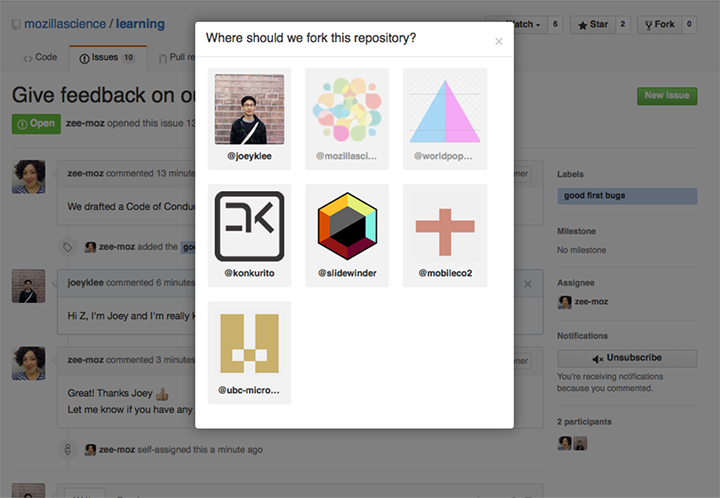 mozillascience / learning
Watch 6
Star 2
Fork 0
Code
Issues 10
Pull re
Give feedback on ou
New issue
Open
zee-moz opened this issue 13
zee-moz commented 13 minute
We drafted a Code of Conduc
zee-moz added the go
joeyklee commented 6 minutes
Hi Z, I'm Joey and I'm really k
zee-moz commented 3 minutes
Great! Thanks Joey
Let me know if you have any
zee-moz self-assigned this a minute ago
Where should we fork this repository?
×
@joeyklee
@mozillasci...
@worldpop...
@konkurito
@slidewinder
@mobileco2
@ubc-micro...
Labels
good first bugs
Milestone
No milestone
Assignee
zee-moz
Notifications
Unsubscribe
You're receiving notifications
because you commented.
2 participants